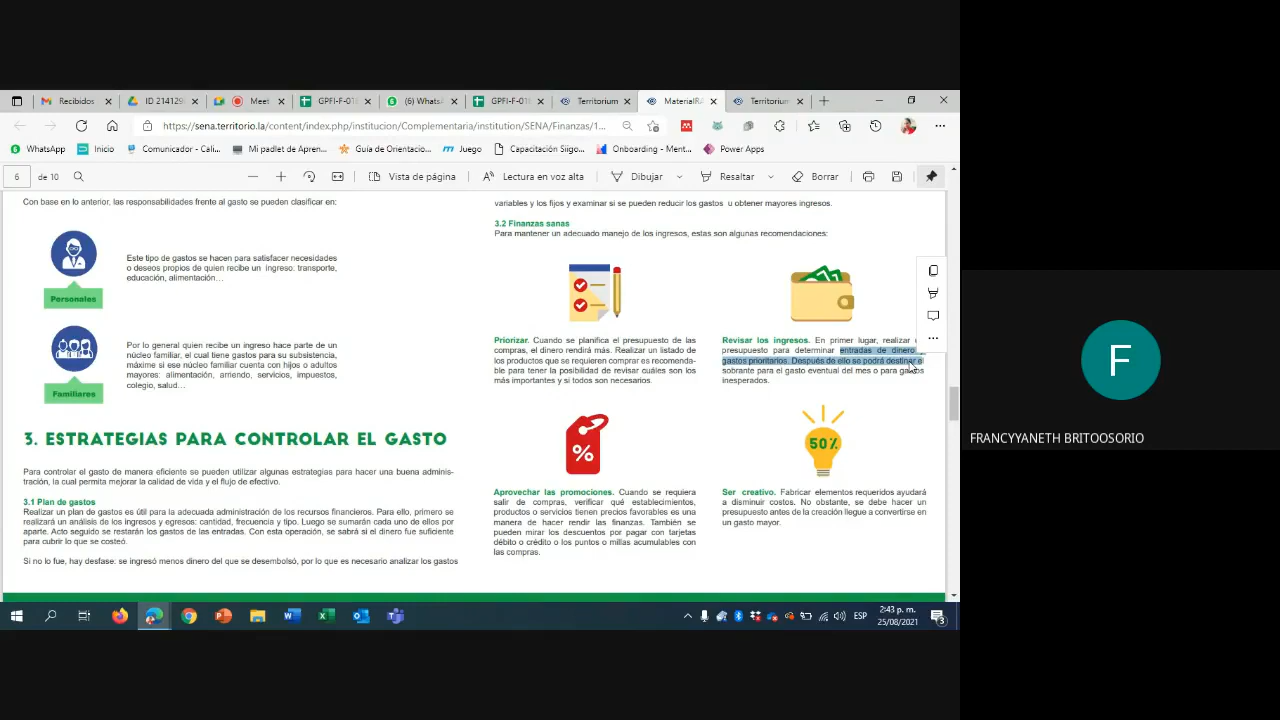 Recibidos
ID 214129
Meet
GPFI-F-018
(6) WhatsA
GPFI-F-018
Territorium
MaterialRA
Territorium
https://sena.territorio.la/content/index.php/institucion/Complementaria/institution/SENA/Finanzas/1...
WhatsApp
Inicio
Comunicador - Cali...
Mi padlet de Apren...
Guía de Orientacio...
Juego
Capacitación Siigo...
Onboarding - Ment...
Power Apps
6 de 10
Vista de página
Lectura en voz alta
Dibujar
Resaltar
Borrar
Con base en lo anterior, las responsabilidades frente al gasto se pueden clasificar en:
Personales
Este tipo de gastos se hacen para satisfacer necesidades
o deseos propios de quien recibe un ingreso: transporte,
educación, alimentación…
Familiares
Por lo general quien recibe un ingreso hace parte de un
núcleo familiar, el cual tiene gastos para su subsistencia,
máxime si ese núcleo familiar cuenta con hijos o adultos
mayores: alimentación, arriendo, servicios, impuestos,
colegio, salud…
3. ESTRATEGIAS PARA CONTROLAR EL GASTO
Para controlar el gasto de manera eficiente se pueden utilizar algunas estrategias para hacer una buena adminis-
tración, la cual permita mejorar la calidad de vida y el flujo de efectivo.
3.1 Plan de gastos
Realizar un plan de gastos es útil para la adecuada administración de los recursos financieros. Para ello, primero se
realizará un análisis de los ingresos y egresos: cantidad, frecuencia y tipo. Luego se sumarán cada uno de ellos por
aparte. Acto seguido se restarán los gastos de las entradas. Con esta operación, se sabrá si el dinero fue suficiente
para cubrir lo que se costeó.
Si no lo fue, hay desfase: se ingresó menos dinero del que se desembolsó, por lo que es necesario analizar los gastos
variables y los fijos y examinar si se pueden reducir los gastos u obtener mayores ingresos.
3.2 Finanzas sanas
Para mantener un adecuado manejo de los ingresos, estas son algunas recomendaciones:
Priorizar. Cuando se planifica el presupuesto de las
compras, el dinero rendirá más. Realizar un listado de
los productos que se requieren comprar es recomenda-
ble para tener la posibilidad de revisar cuáles son los
más importantes y si todos son necesarios.
Revisar los ingresos. En primer lugar, realizar
presupuesto para determinar entradas de dinero
gastos prioritarios. Después de ello se podrá destinar el
sobrante para el gasto eventual del mes o para gastos
inesperados.
%
Aprovechar las promociones. Cuando se requiera
salir de compras, verificar qué establecimientos,
productos o servicios tienen precios favorables es una
manera de hacer rendir las finanzas. También se
pueden mirar los descuentos por pagar con tarjetas
débito o crédito o los puntos o millas acumulables con
las compras.
50%
Ser creativo. Fabricar elementos requeridos ayudará
a disminuir costos. No obstante, se debe hacer un
presupuesto antes de la creación llegue a convertirse en
un gasto mayor.
ESP
2:43 p. m.
25/08/2021
3
F
FRANCYYANETH BRITOOSORIO